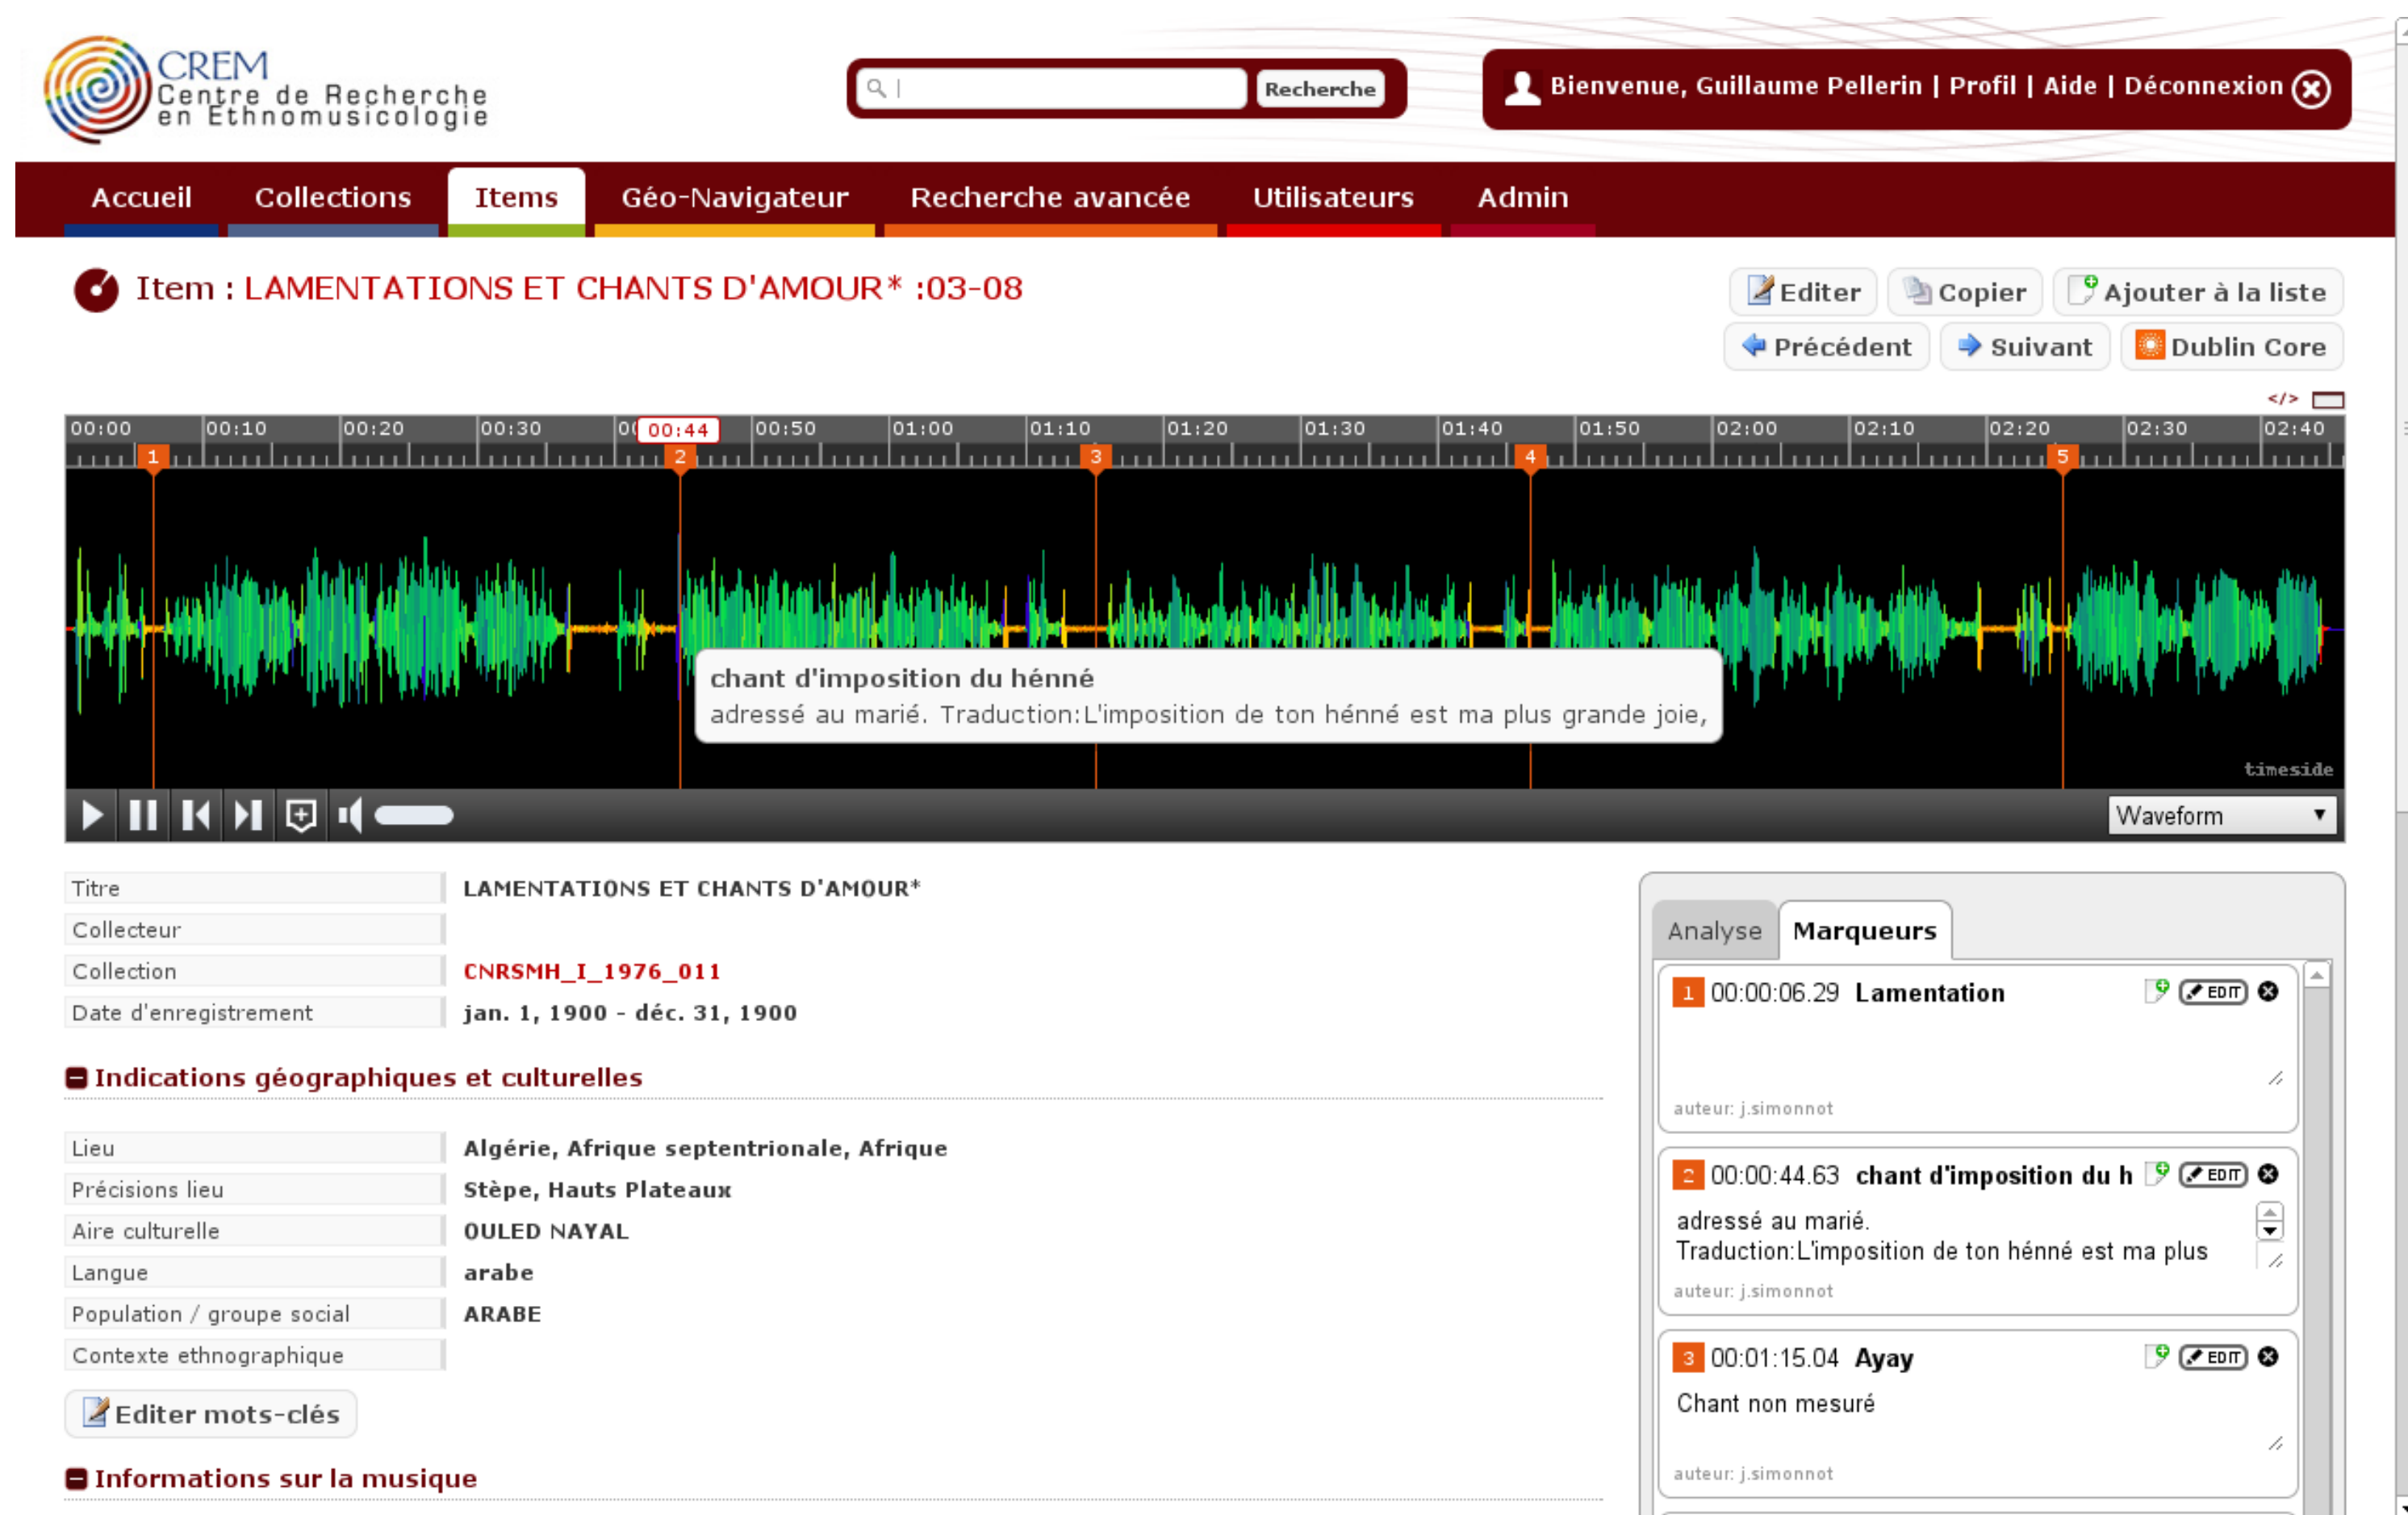 CREM
Centre de Recherche
en Ethnomusicologie
Recherche
Bienvenue, Guillaume Pellerin | Profil | Aide | Déconnexion
Accueil Collections Items Géo-Navigateur Recherche avancée Utilisateurs Admin
Item : LAMENTATIONS ET CHANTS D'AMOUR* :03-08
Editer Copier Ajouter à la liste
Précédent Suivant Dublin Core
</>
00:00 00:10 00:20 00:30 00:44 00:50 01:00 01:10 01:20 01:30 01:40 01:50 02:00 02:10 02:20 02:30 02:40
1 2 3 4 5
chant d'imposition du hénné
adressé au marié. Traduction:L'imposition de ton hénné est ma plus grande joie,
timeside
Waveform
Titre LAMENTATIONS ET CHANTS D'AMOUR*
Collecteur
Collection CNRSMH_I_1976_011
Date d'enregistrement jan. 1, 1900 - déc. 31, 1900
Indications géographiques et culturelles
Lieu Algérie, Afrique septentrionale, Afrique
Précisions lieu Stèpe, Hauts Plateaux
Aire culturelle OULED NAYAL
Langue arabe
Population / groupe social ARABE
Contexte ethnographique
Editer mots-clés
Informations sur la musique
Analyse Marqueurs
1 00:00:06.29 Lamentation EDIT
auteur: j.simonnot
2 00:00:44.63 chant d'imposition du h EDIT
adressé au marié.
Traduction:L'imposition de ton hénné est ma plus
auteur: j.simonnot
3 00:01:15.04 Ayay EDIT
Chant non mesuré
auteur: j.simonnot